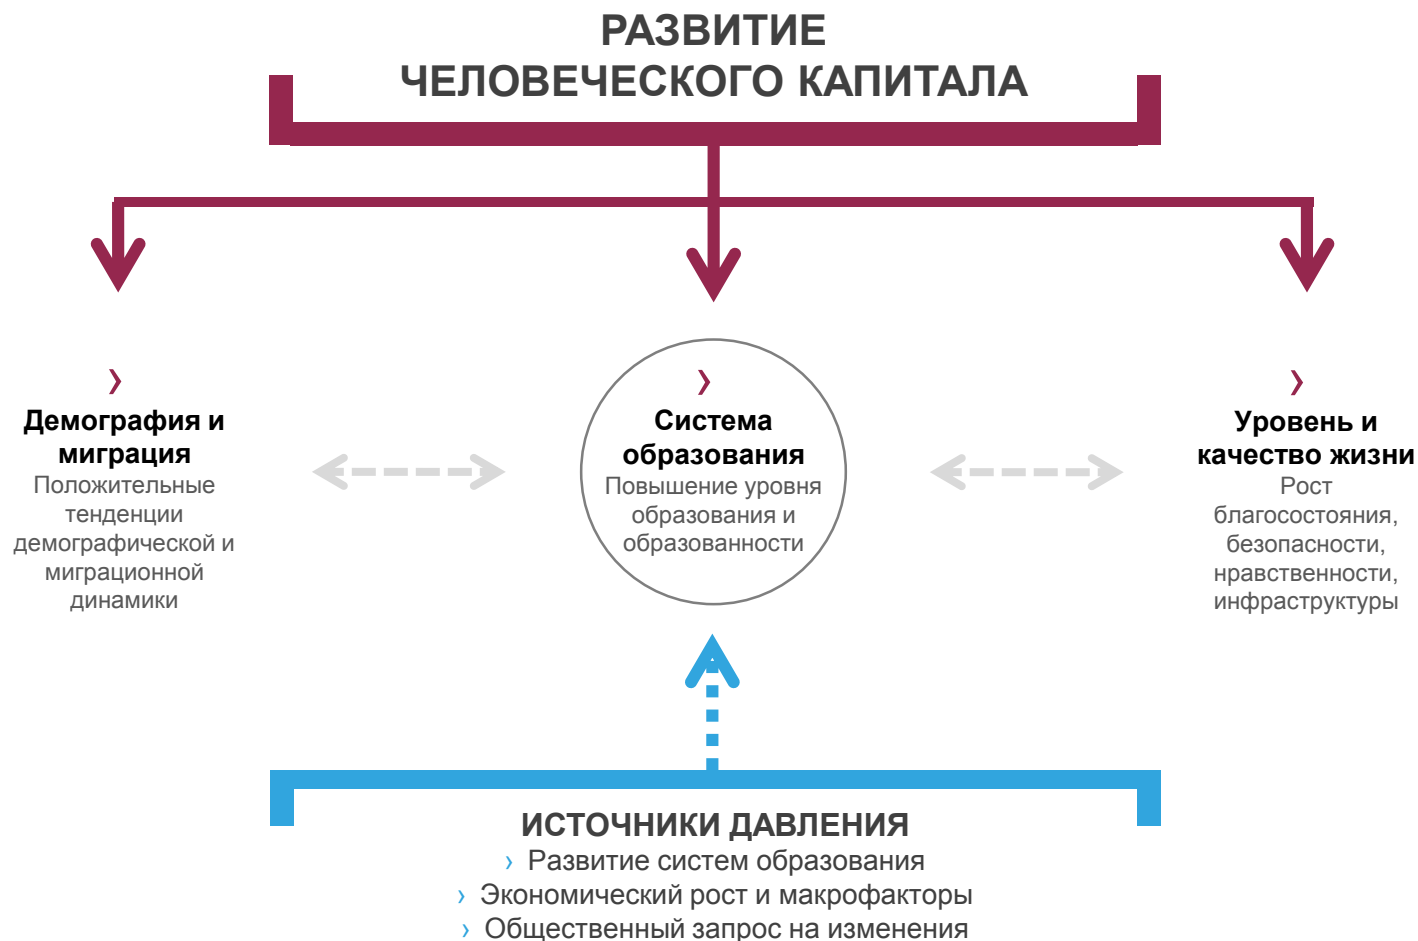 РАЗВИТИЕ
ЧЕЛОВЕЧЕСКОГО КАПИТАЛА
› Демография и
миграция
Положительные
тенденции
демографической и
миграционной
динамики
› Система
образования
Повышение уровня
образования и
образованности
› Уровень и
качество жизни
Рост
благосостояния,
безопасности,
нравственности,
инфраструктуры
ИСТОЧНИКИ ДАВЛЕНИЯ
› Развитие систем образования
› Экономический рост и макрофакторы
› Общественный запрос на изменения